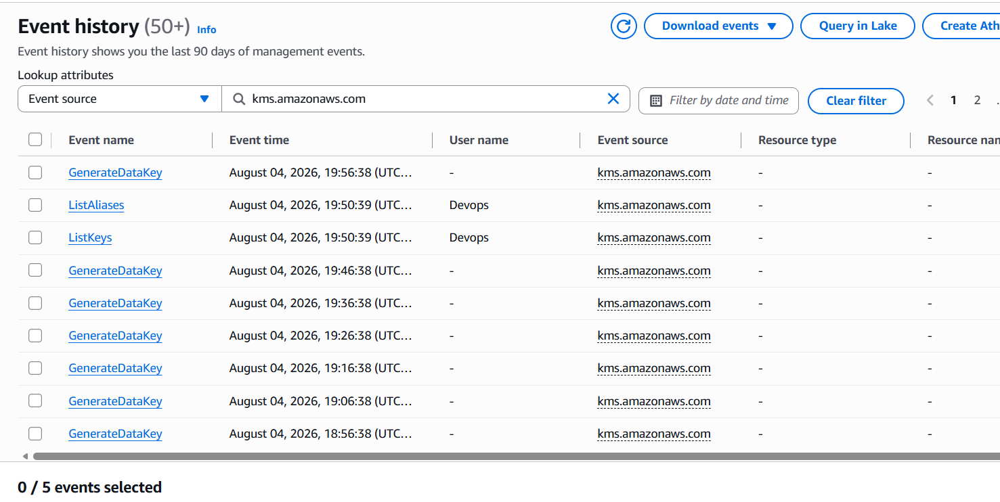 Event history (50+) Info
Download events
Query in Lake
Create Ath
Event history shows you the last 90 days of management events.
Lookup attributes
Event source
kms.amazonaws.com
Filter by date and time
Clear filter
1 2
Event name Event time User name Event source Resource type Resource nam
GenerateDataKey August 04, 2026, 19:56:38 (UTC… - kms.amazonaws.com - -
ListAliases August 04, 2026, 19:50:39 (UTC… Devops kms.amazonaws.com - -
ListKeys August 04, 2026, 19:50:39 (UTC… Devops kms.amazonaws.com - -
GenerateDataKey August 04, 2026, 19:46:38 (UTC… - kms.amazonaws.com - -
GenerateDataKey August 04, 2026, 19:36:38 (UTC… - kms.amazonaws.com - -
GenerateDataKey August 04, 2026, 19:26:38 (UTC… - kms.amazonaws.com - -
GenerateDataKey August 04, 2026, 19:16:38 (UTC… - kms.amazonaws.com - -
GenerateDataKey August 04, 2026, 19:06:38 (UTC… - kms.amazonaws.com - -
GenerateDataKey August 04, 2026, 18:56:38 (UTC… - kms.amazonaws.com - -
0 / 5 events selected